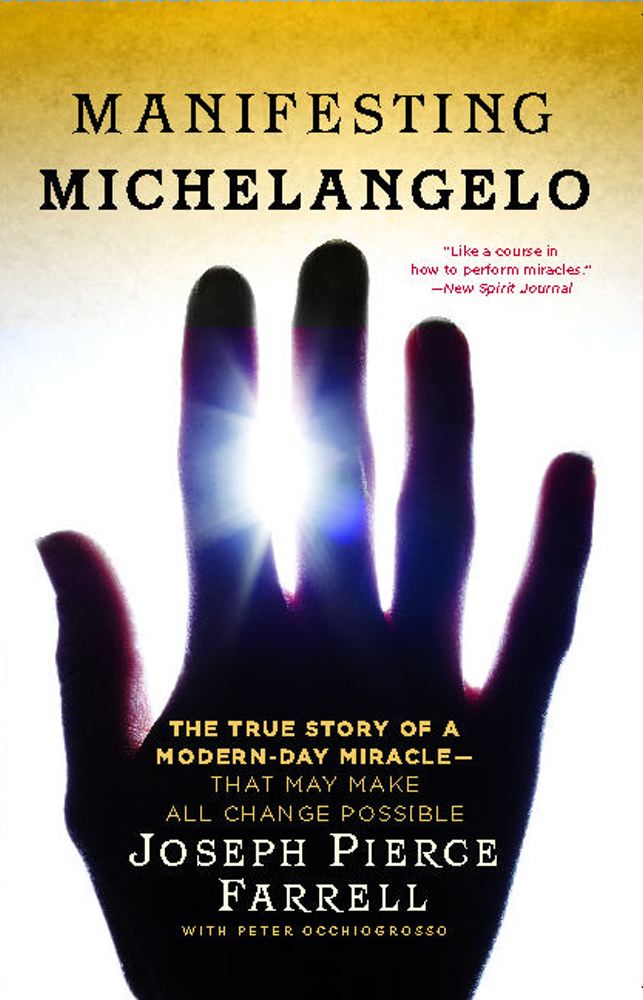 MANIFESTING
MICHELANGELO
"Like a course in
how to perform miracles."
—New Spirit Journal
THE TRUE STORY OF A
MODERN-DAY MIRACLE—
THAT MAY MAKE
ALL CHANGE POSSIBLE
JOSEPH PIERCE
FARRELL
WITH PETER OCCHIOGROSSO